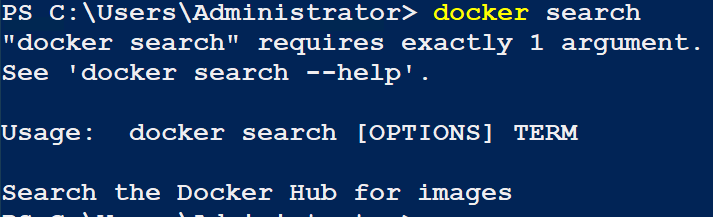 PS C:\Users\Administrator> docker search
"docker search" requires exactly 1 argument.
See 'docker search --help'.
Usage:  docker search [OPTIONS] TERM
Search the Docker Hub for images